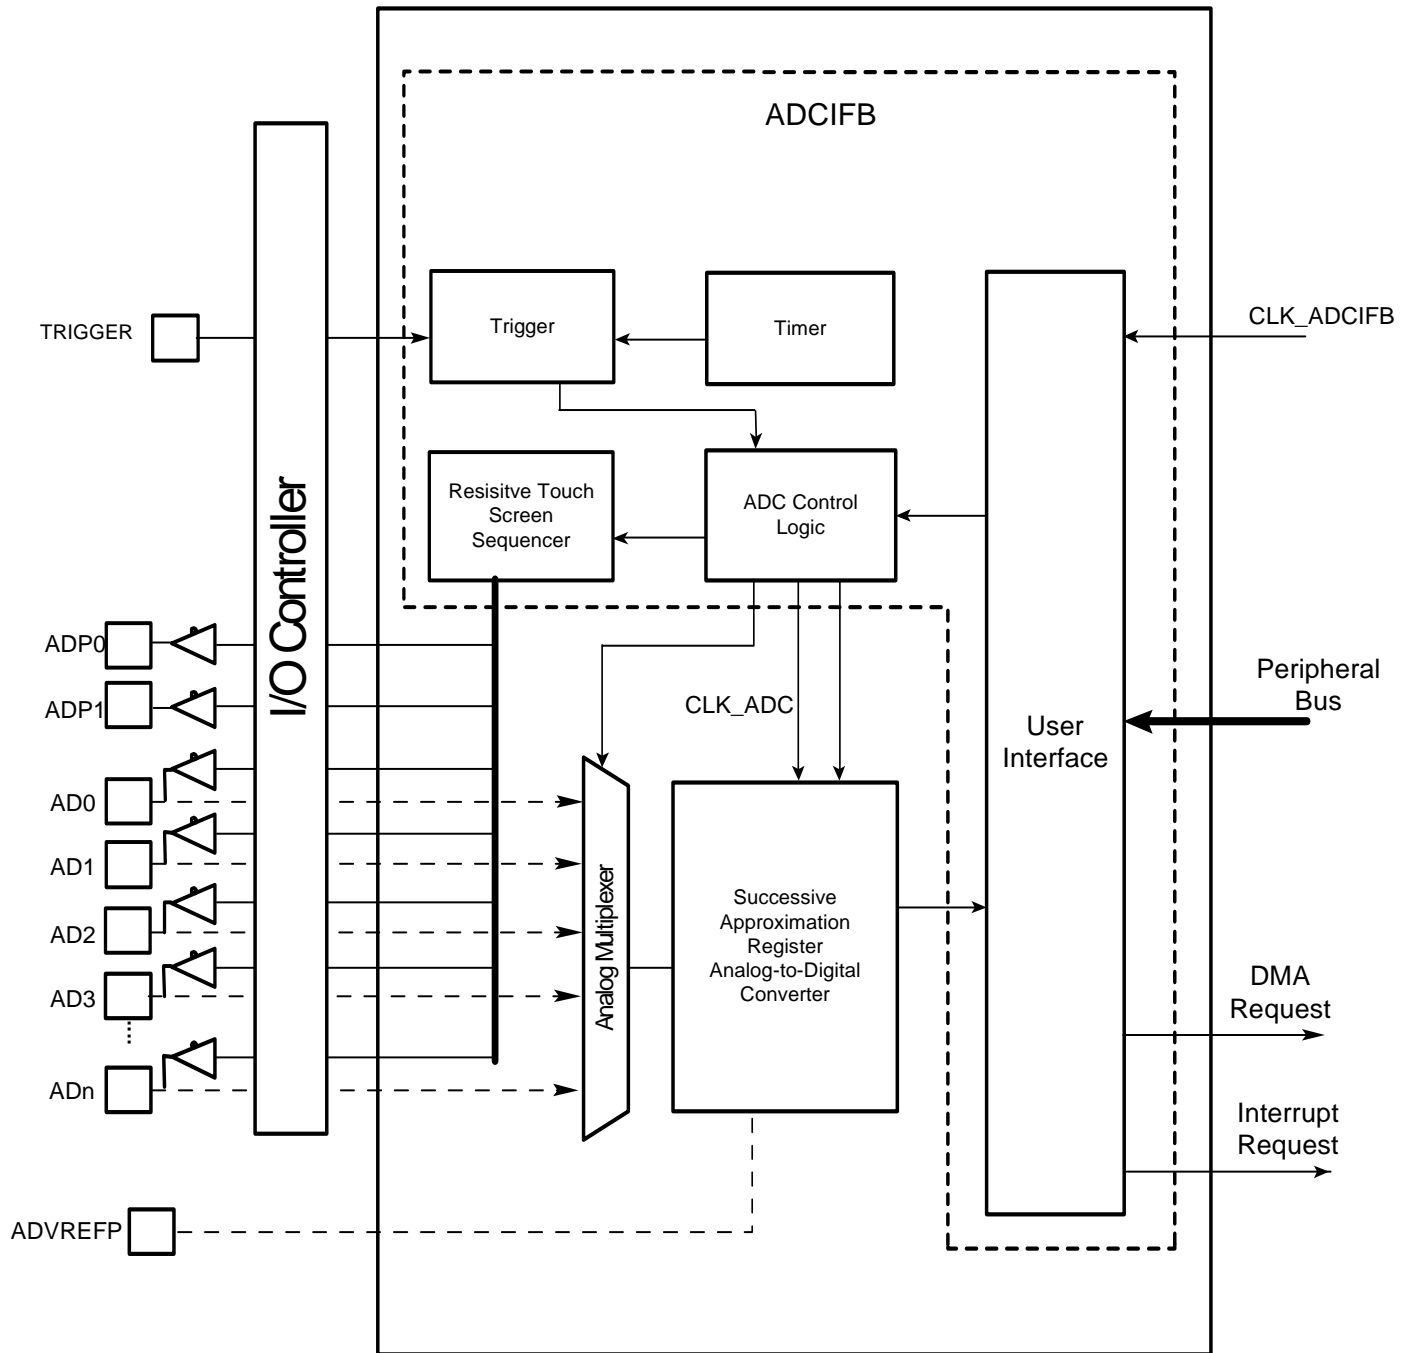 ADCIFB
TRIGGER
Trigger
Timer
CLK_ADCIFB
I/O Controller
Resisitve Touch
Screen
Sequencer
ADC Control
Logic
ADP0
ADP1
AD0
AD1
AD2
AD3
ADn
CLK_ADC
Analog Multiplexer
Successive
Approximation
Register
Analog-to-Digital
Converter
User
Interface
Peripheral
Bus
DMA
Request
Interrupt
Request
ADVREFP